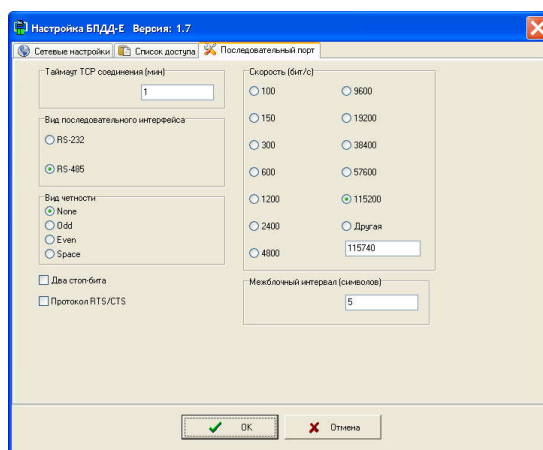 Настройка БПДД-Е Версия: 1.7
Сетевые настройки Список доступа Последовательный порт
Таймаут TCP соединения (мин)
1
Вид последовательного интерфейса
RS-232
RS-485
Вид четности
None
Odd
Even
Space
Два стоп-бита
Протокол RTS/CTS
Скорость (бит/с)
100 9600
150 19200
300 38400
600 57600
1200 115200
2400 Другая
4800 115740
Межблочный интервал (символов)
5
OK Отмена